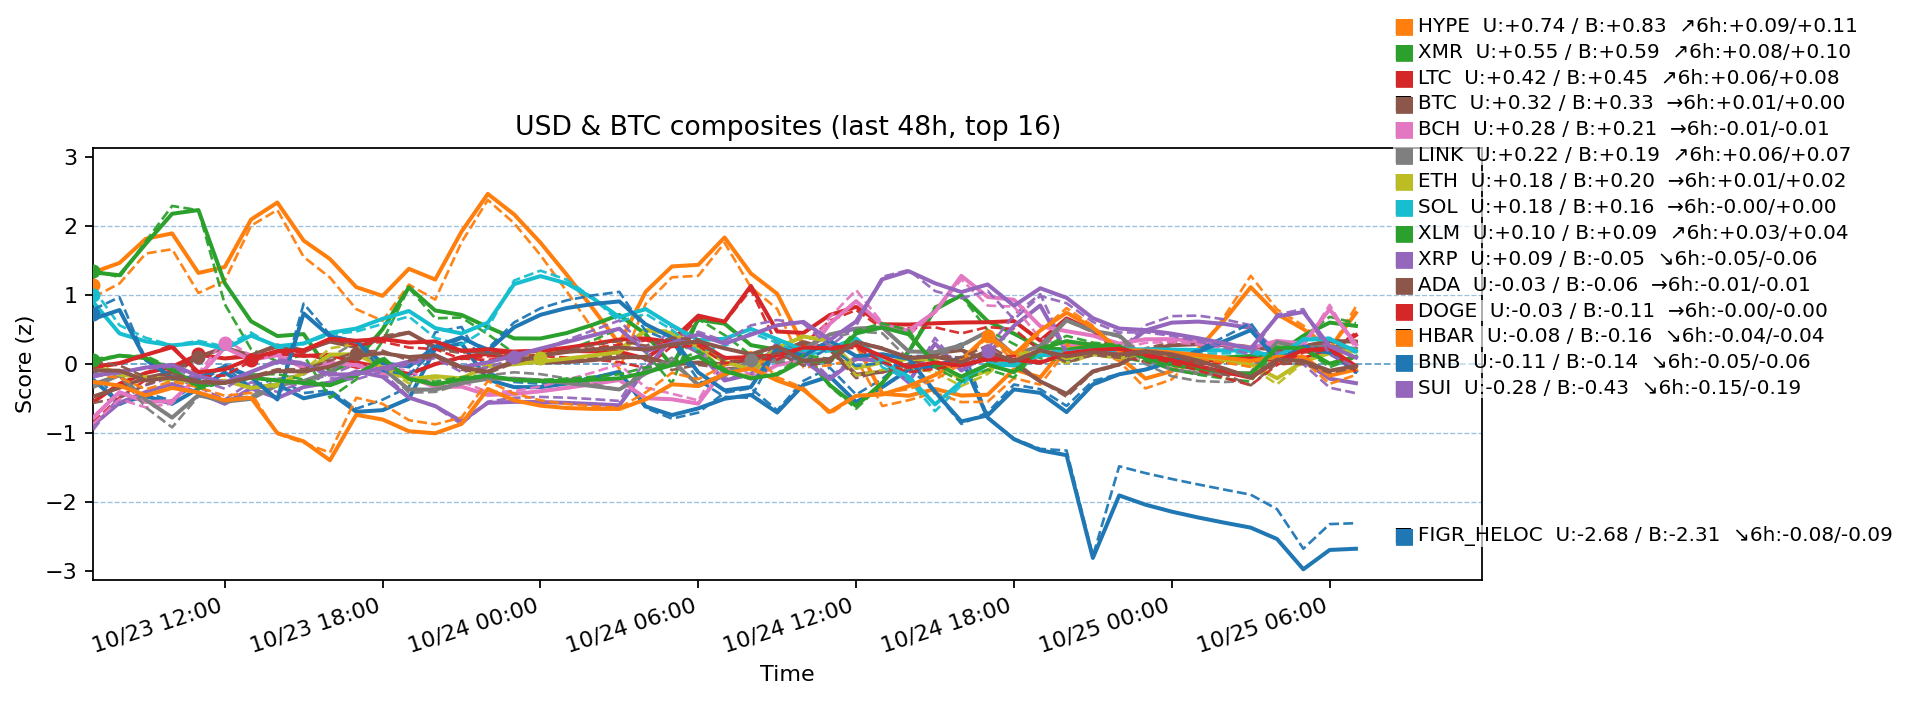 HYPE  U:+0.74 / B:+0.83  ↗6h:+0.09/+0.11
XMR  U:+0.55 / B:+0.59  ↗6h:+0.08/+0.10
LTC  U:+0.42 / B:+0.45  ↗6h:+0.06/+0.08
BTC  U:+0.32 / B:+0.33  →6h:+0.01/+0.00
BCH  U:+0.28 / B:+0.21  →6h:-0.01/-0.01
LINK  U:+0.22 / B:+0.19  ↗6h:+0.06/+0.07
ETH  U:+0.18 / B:+0.20  →6h:+0.01/+0.02
SOL  U:+0.18 / B:+0.16  →6h:-0.00/+0.00
XLM  U:+0.10 / B:+0.09  ↗6h:+0.03/+0.04
XRP  U:+0.09 / B:-0.05  ↘6h:-0.05/-0.06
ADA  U:-0.03 / B:-0.06  →6h:-0.01/-0.01
DOGE  U:-0.03 / B:-0.11  →6h:-0.00/-0.00
HBAR  U:-0.08 / B:-0.16  ↘6h:-0.04/-0.04
BNB  U:-0.11 / B:-0.14  ↘6h:-0.05/-0.06
SUI  U:-0.28 / B:-0.43  ↘6h:-0.15/-0.19
FIGR_HELOC  U:-2.68 / B:-2.31  ↘6h:-0.08/-0.09
USD & BTC composites (last 48h, top 16)
Score (z)
3
2
1
0
−1
−2
−3
10/23 12:00
10/23 18:00
10/24 00:00
10/24 06:00
10/24 12:00
10/24 18:00
10/25 00:00
10/25 06:00
Time